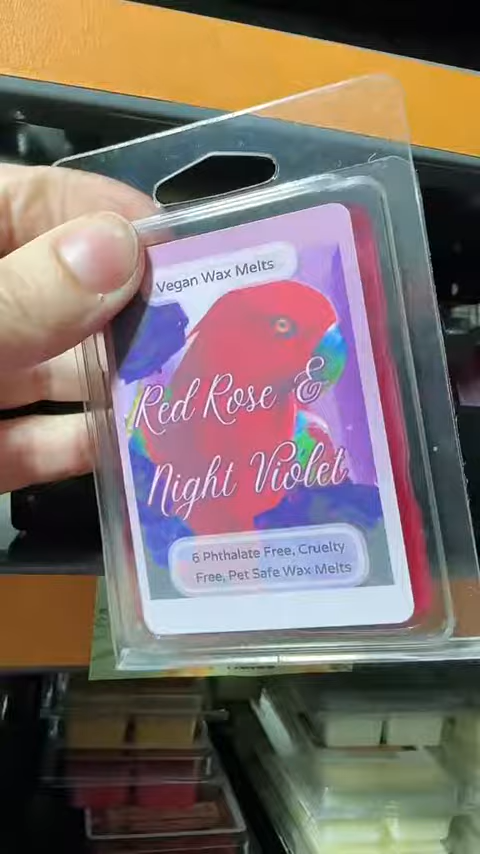 Vegan Wax Melts
Red Rose &
Night Violet
6 Phthalate Free, Cruelty
Free, Pet Safe Wax Melts